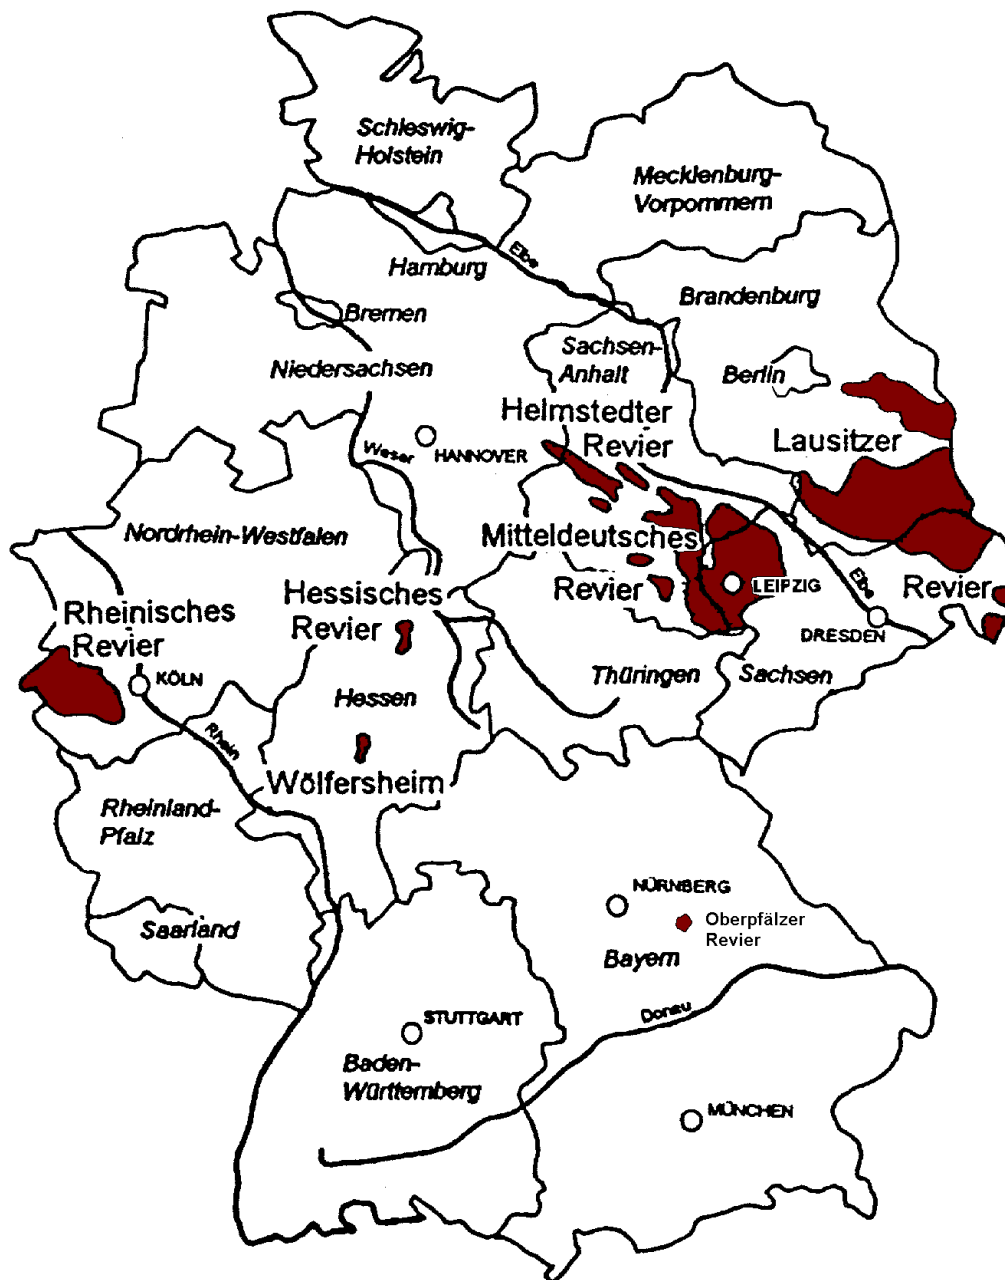 Schleswig-
Holstein
Mecklenburg-
Vorpommern
Elbe
Hamburg
Brandenburg
Bremen
Sachsen-
Anhalt
Niedersachsen
Berlin
Helmstedter
Revier
Lausitzer
Weser
HANNOVER
Nordrhein-Westfalen
Mitteldeutsches
Revier
LEIPZIG
Elbe
Revier
Hessisches
Revier
Rheinisches
Revier
DRESDEN
KÖLN
Hessen
Thüringen
Sachsen
Rhein
Wölfersheim
Rheinland-
Pfalz
NÜRNBERG
Oberpfälzer
Revier
Saarland
Bayern
Donau
STUTTGART
Baden-
Württemberg
MÜNCHEN